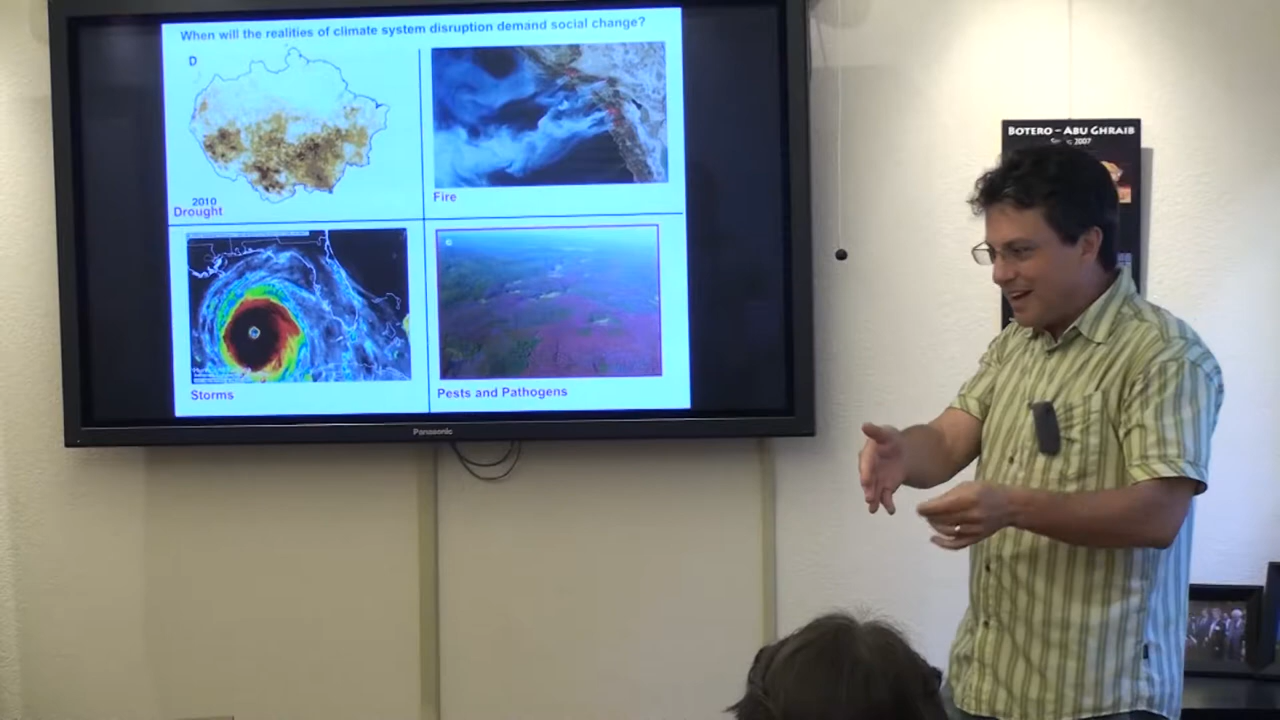 When will the realities of climate system disruption demand social change?
D
2010
Drought
Fire
Storms
Pests and Pathogens
Panasonic
BOTERO – ABU GHRAIB
2007